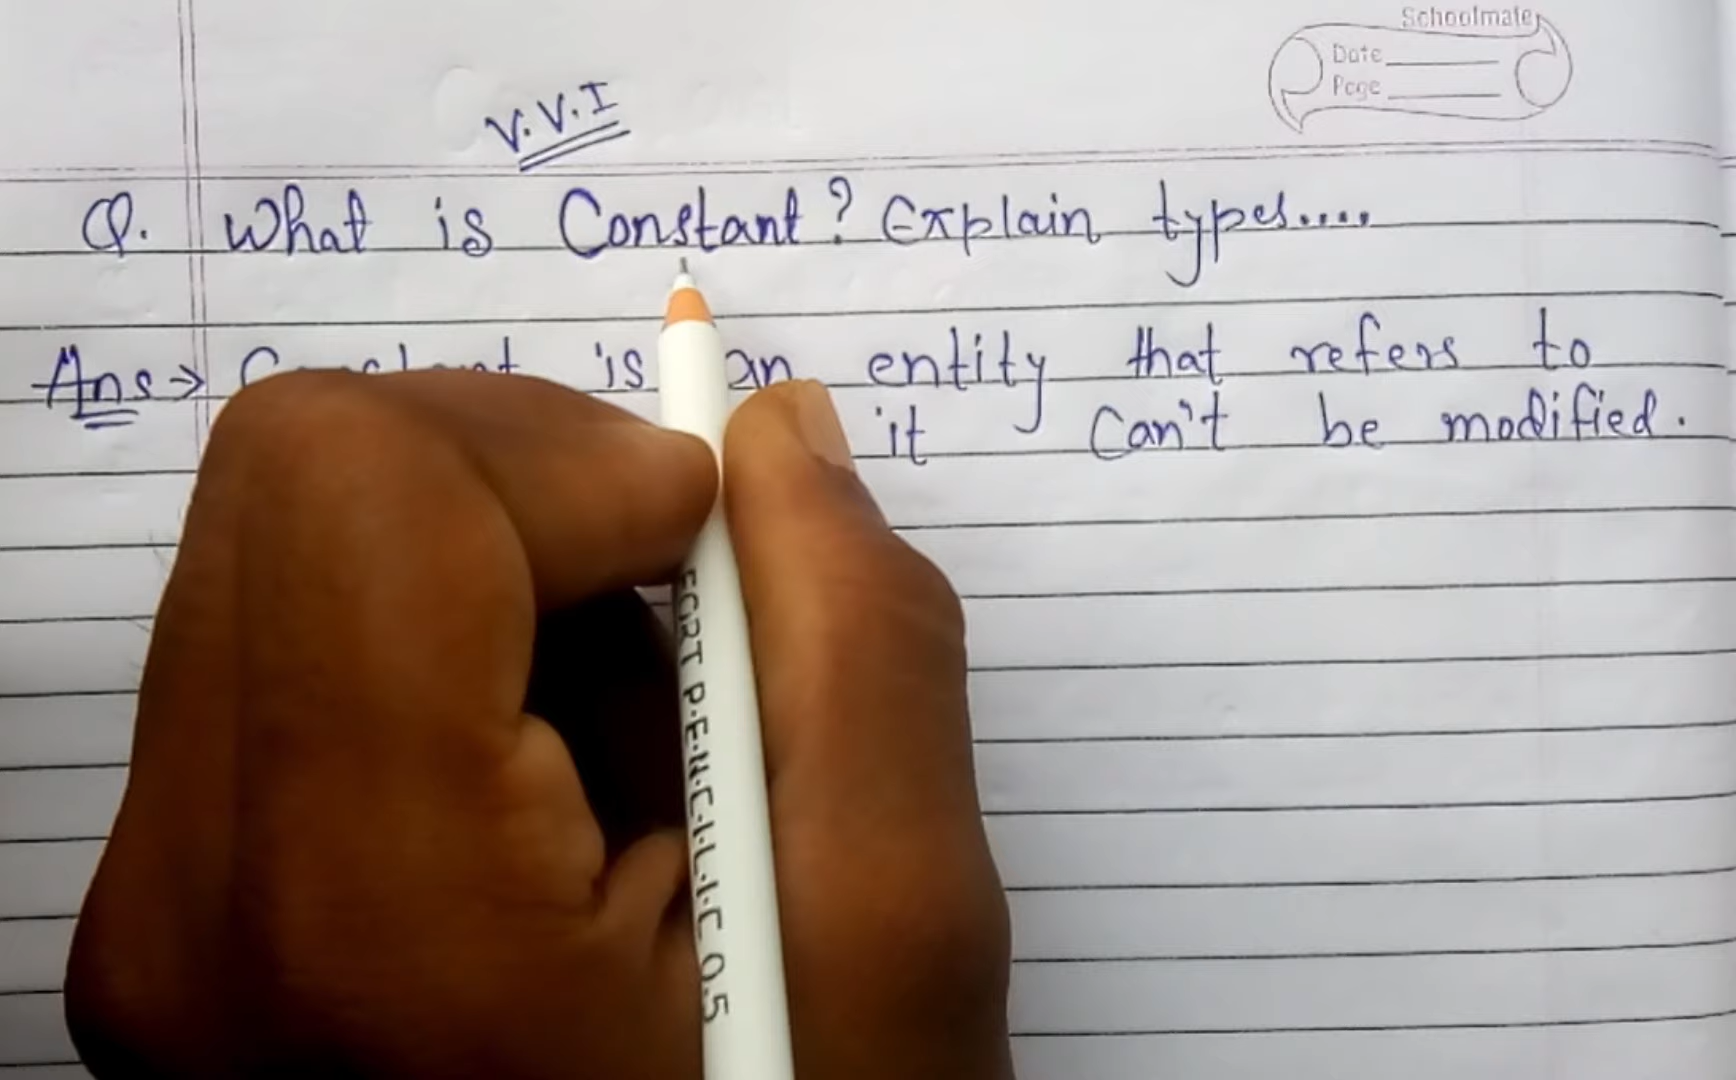 Schoolmate
Date
Page
V.V.I
Q. What is Constant? Explain types....
Ans→ Constant is an entity that refers to
it can't be modified.
P.E.N.C.I.L.I.C 0.5